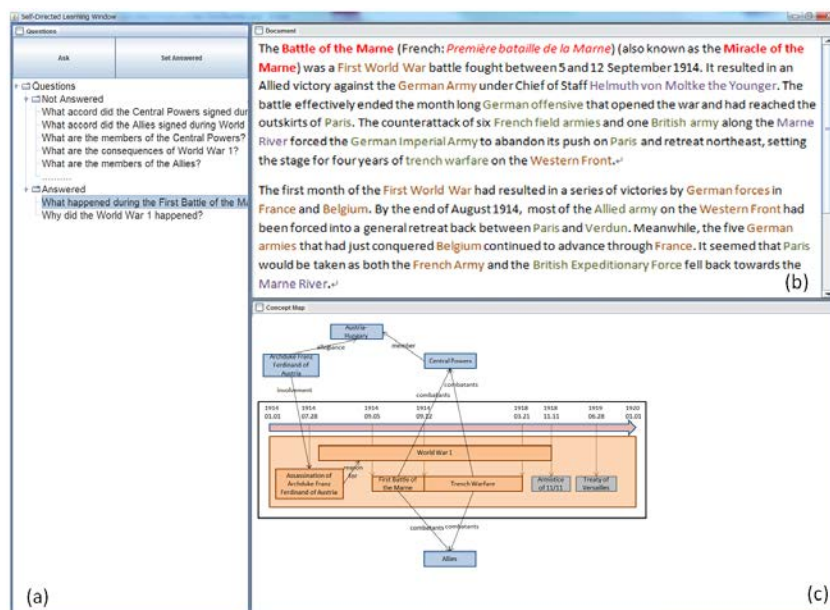 Self-Directed Learning Window
Questions
Ask
Set Answered
Questions
Not Answered
What accord did the Central Powers signed dur
What accord did the Allies signed during World
What are the members of the Central Powers?
What are the consequences of World War 1?
What are the members of the Allies?
..........
Answered
What happened during the First Battle of the Ma
Why did the World War 1 happened?
(a)
Document
The Battle of the Marne (French: Première bataille de la Marne) (also known as the Miracle of the
Marne) was a First World War battle fought between 5 and 12 September 1914. It resulted in an
Allied victory against the German Army under Chief of Staff Helmuth von Moltke the Younger. The
battle effectively ended the month long German offensive that opened the war and had reached the
outskirts of Paris. The counterattack of six French field armies and one British army along the Marne
River forced the German Imperial Army to abandon its push on Paris and retreat northeast, setting
the stage for four years of trench warfare on the Western Front.
The first month of the First World War had resulted in a series of victories by German forces in
France and Belgium. By the end of August 1914, most of the Allied army on the Western Front had
been forced into a general retreat back between Paris and Verdun. Meanwhile, the five German
armies that had just conquered Belgium continued to advance through France. It seemed that Paris
would be taken as both the French Army and the British Expeditionary Force fell back towards the
Marne River.
(b)
Concept Map
Austria-
Hungary
allegiance
member
Archduke Franz
Ferdinand of
Austria
Central Powers
involvement
combatants
combatants
1914
01.01
1914
07.28
1914
09.05
1914
09.12
1918
03.21
1918
11.11
1919
06.28
1920
01.01
World War 1
Assassination of
Archduke Franz
Ferdinand of Austria
reason
for
First Battle of
the Marne
Trench Warfare
Armistice
of 11/11
Treaty of
Versailles
combatants
combatants
Allies
(c)